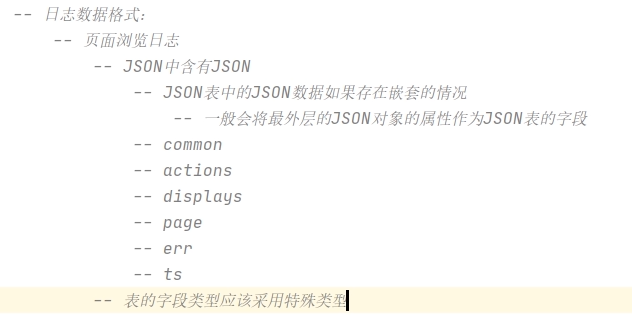 -- 日志数据格式:
-- 页面浏览日志
-- JSON中含有JSON
-- JSON表中的JSON数据如果存在嵌套的情况
-- 一般会将最外层的JSON对象的属性作为JSON表的字段
-- common
-- actions
-- displays
-- page
-- err
-- ts
-- 表的字段类型应该采用特殊类型